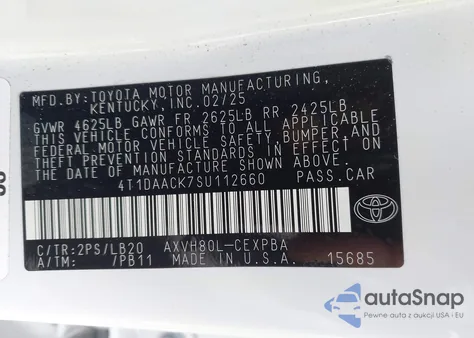 MFD.BY:TOYOTA MOTOR MANUFACTURING,
KENTUCKY,INC.02/25
GVWR 4625LB GAWR FR 2625LB RR 2425LB
THIS VEHICLE CONFORMS TO ALL APPLICABLE
FEDERAL MOTOR VEHICLE SAFETY,BUMPER,AND
THEFT PREVENTION STANDARDS IN EFFECT ON
THE DATE OF MANUFACTURE SHOWN ABOVE.
4T1DAACK7SU112660 PASS.CAR
C/TR:2PS/LB20 AXVH80L-CEXPBA
A/TM: /PB11 MADE IN U.S.A. 15685
TOYOTA
autoSnap
Pewne auta z aukcji USA i EU